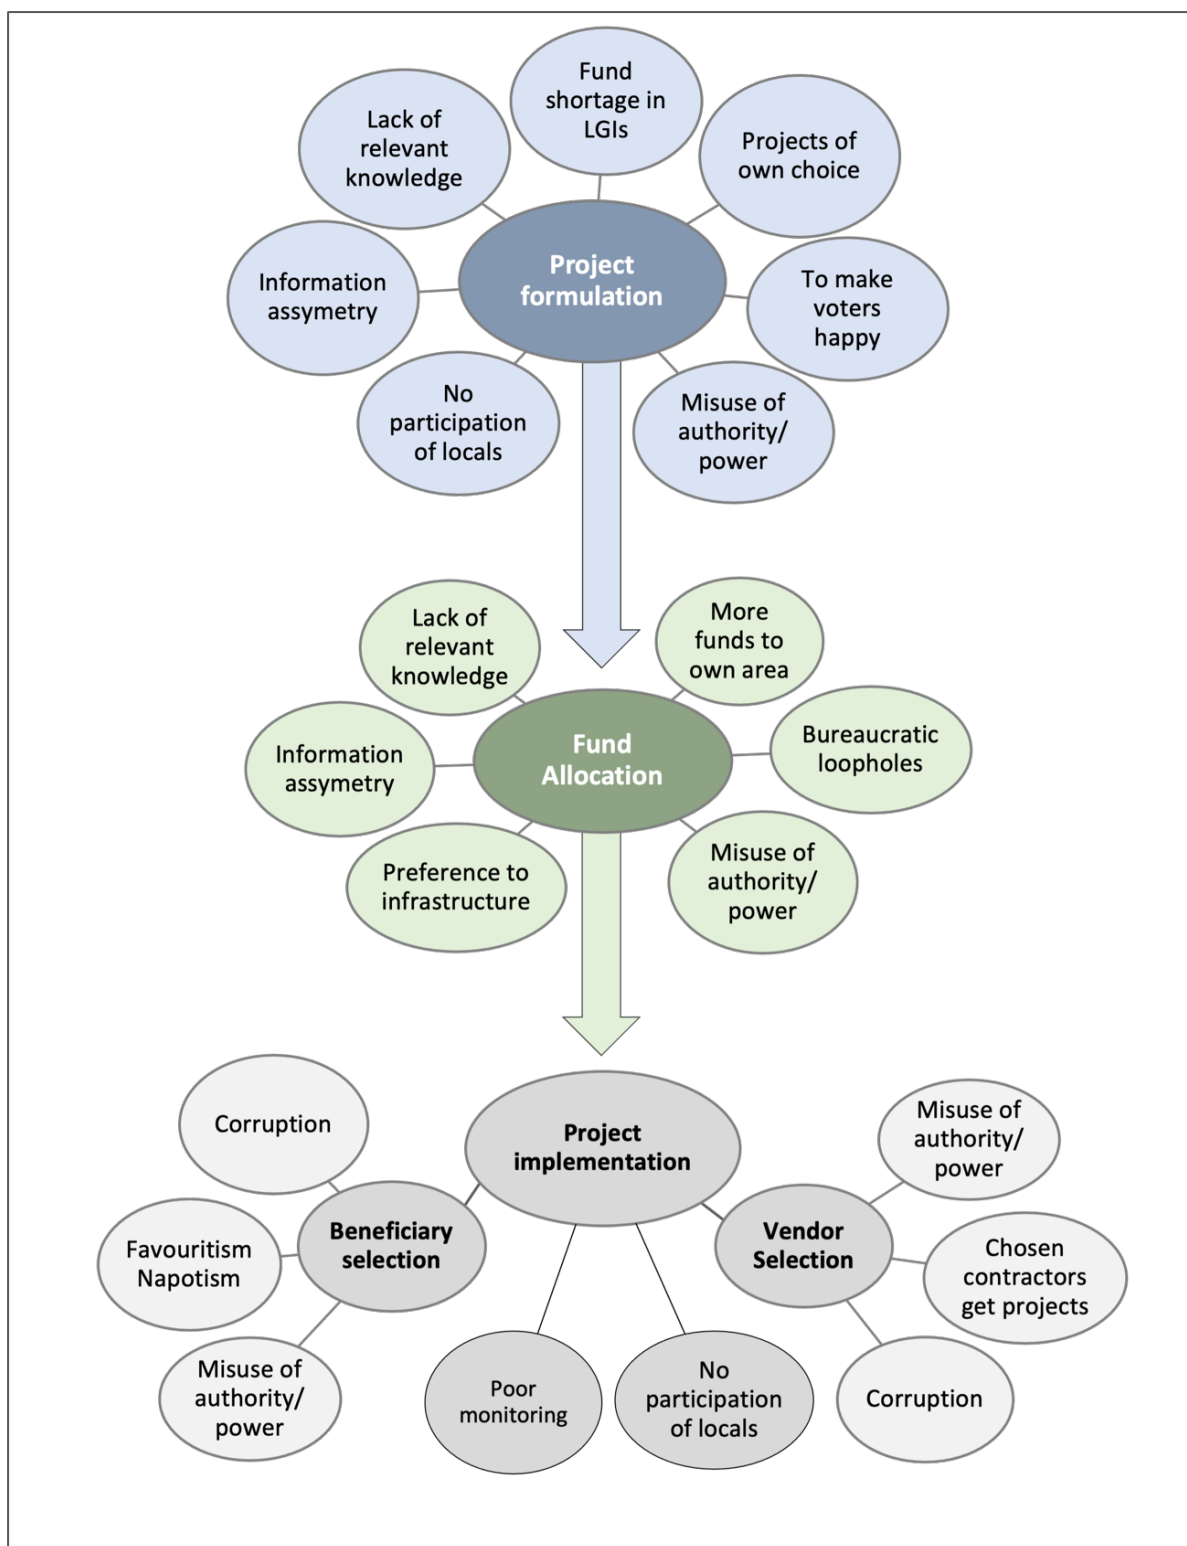 Fund
shortage in
LGIs
Lack of
relevant
knowledge
Projects of
own choice
Information
assymetry
Project
formulation
To make
voters
happy
No
participation
of locals
Misuse of
authority/
power
Lack of
relevant
knowledge
More
funds to
own area
Information
assymetry
Fund
Allocation
Bureaucratic
loopholes
Preference to
infrastructure
Misuse of
authority/
power
Corruption
Project
implementation
Misuse of
authority/
power
Favouritism
Napotism
Beneficiary
selection
Vendor
Selection
Chosen
contractors
get projects
Misuse of
authority/
power
Poor
monitoring
No
participation
of locals
Corruption